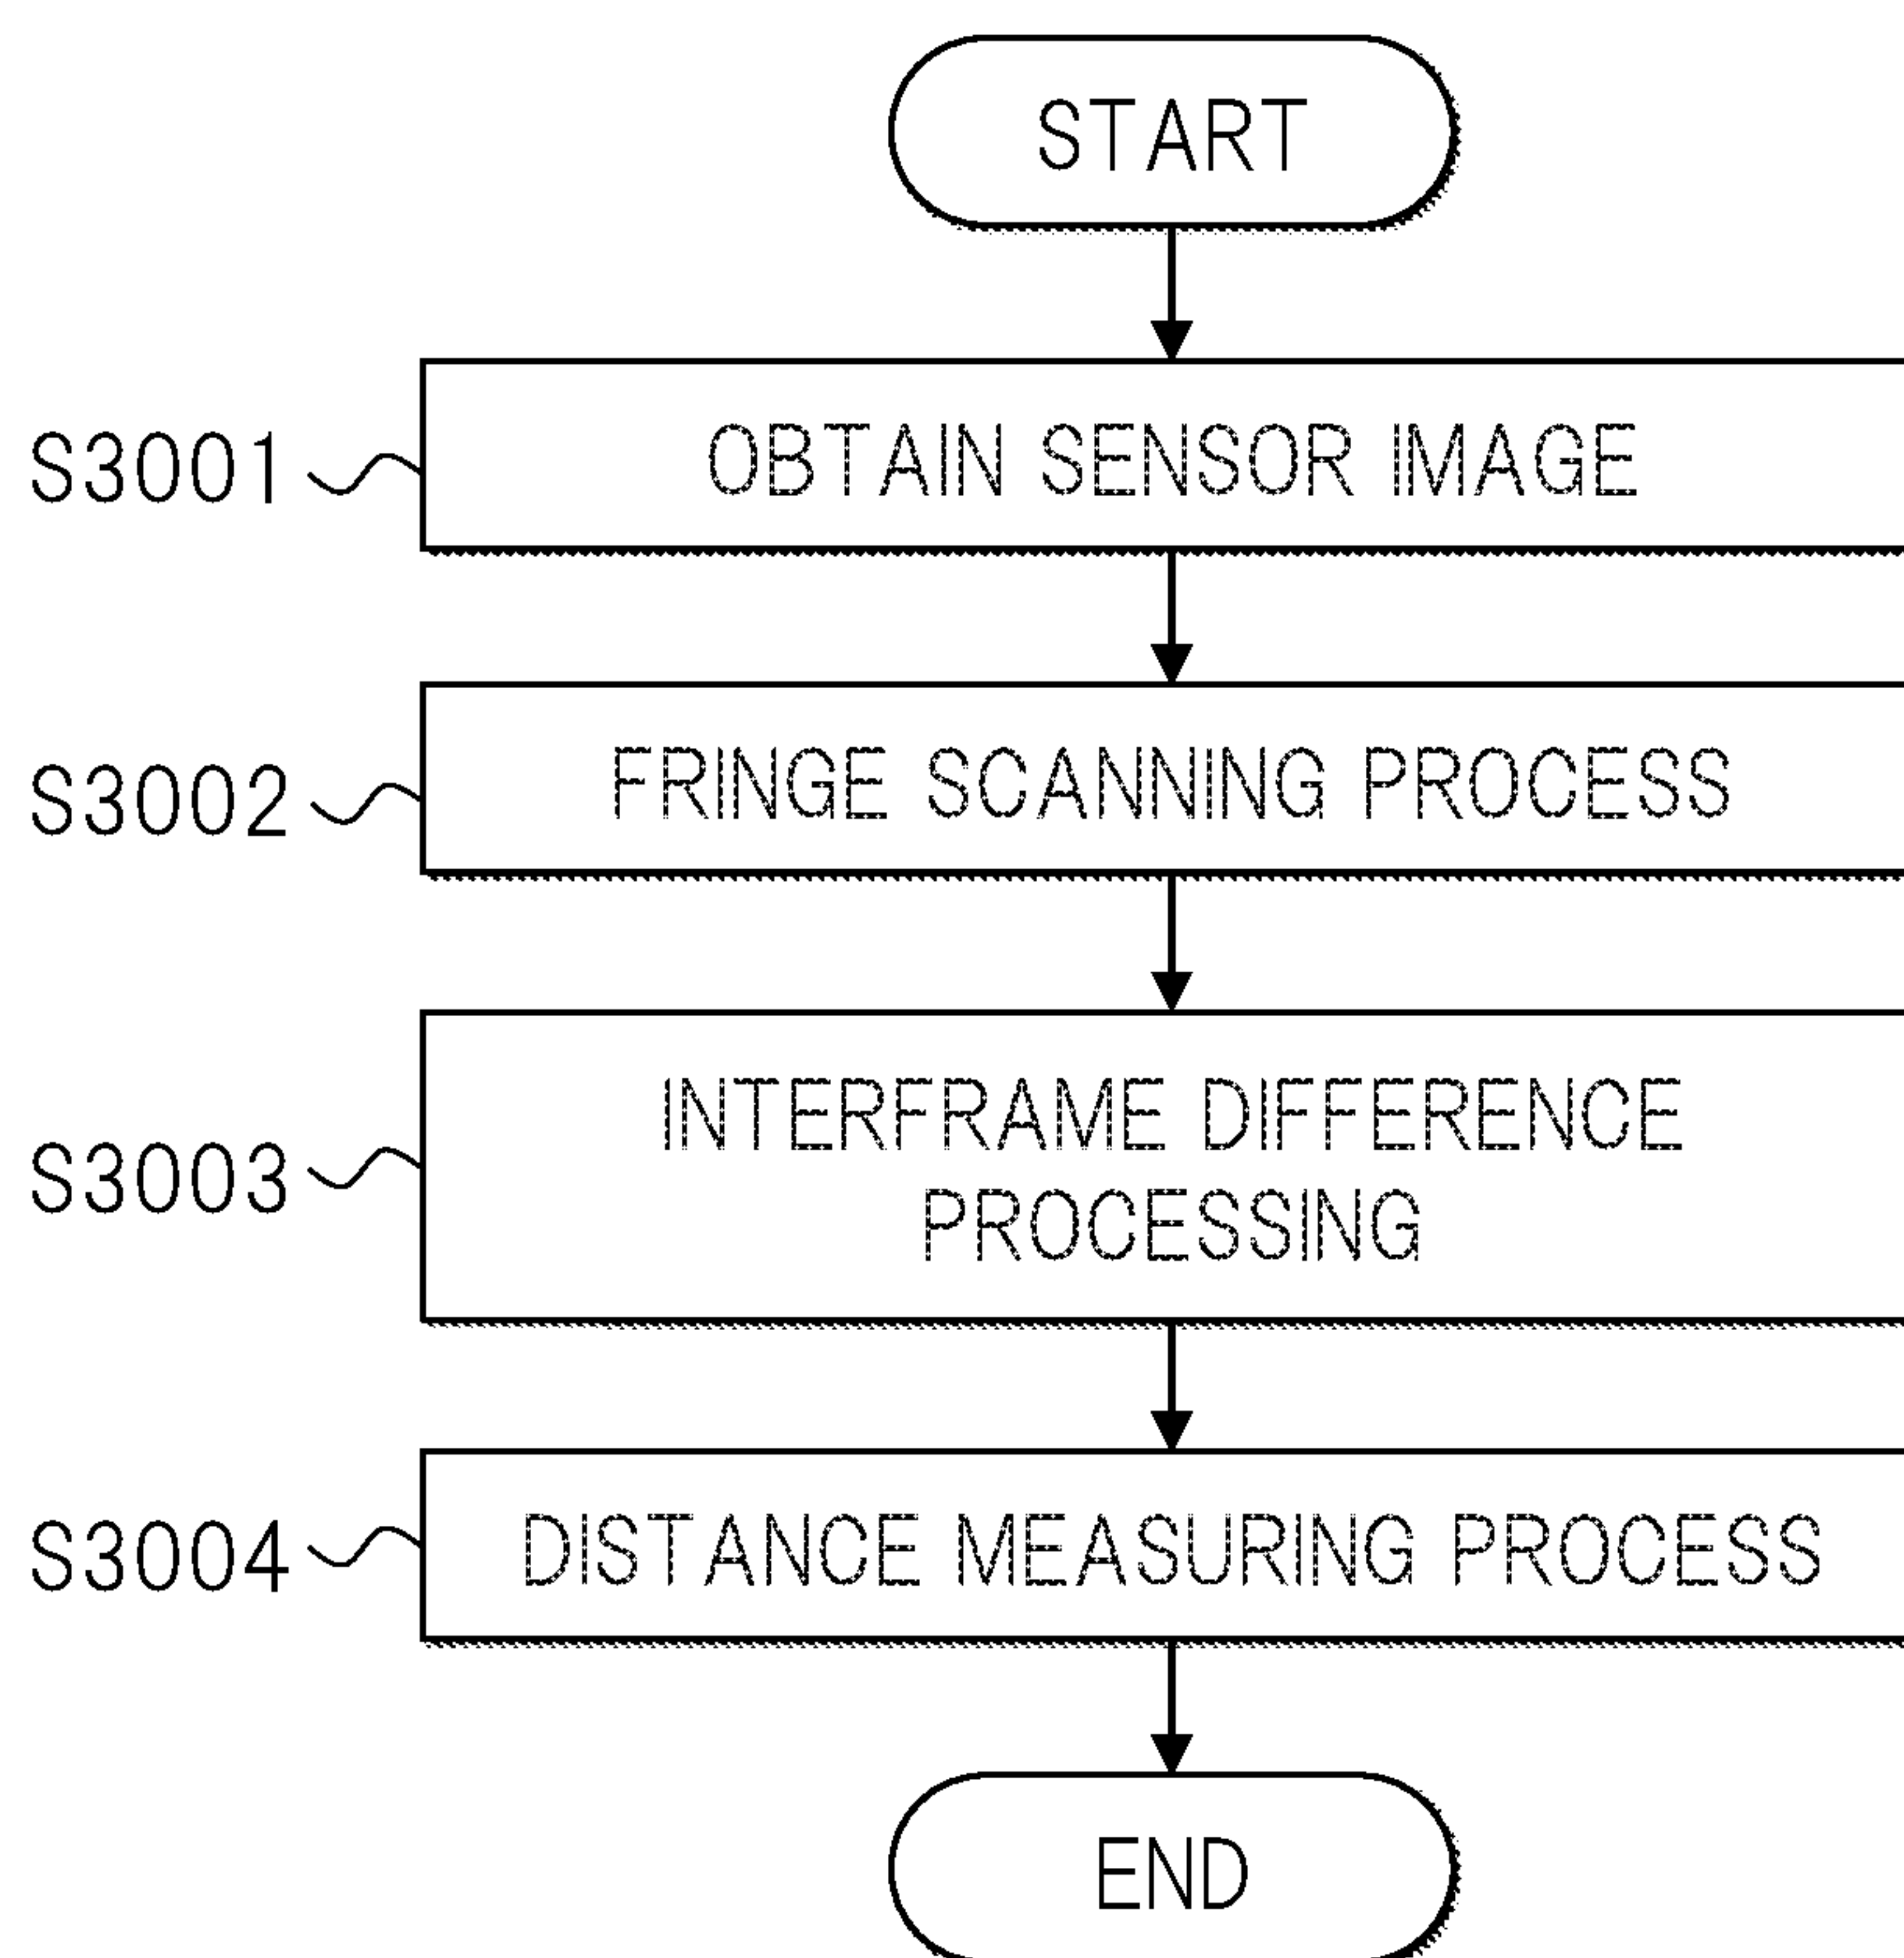 START
S3001
OBTAIN SENSOR IMAGE
S3002
FRINGE SCANNING PROCESS
S3003
INTERFRAME DIFFERENCE
PROCESSING
S3004
DISTANCE MEASURING PROCESS
END